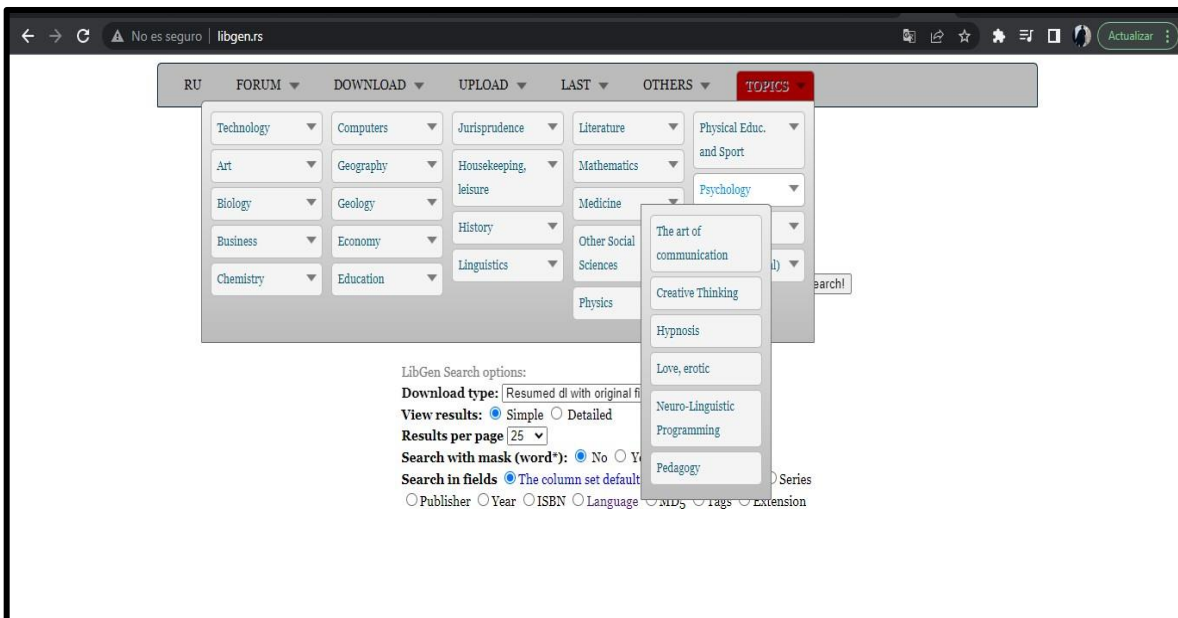 No es seguro | libgen.rs
Actualizar
RU FORUM DOWNLOAD UPLOAD LAST OTHERS TOPICS
Technology
Art
Biology
Business
Chemistry
Computers
Geography
Geology
Economy
Education
Jurisprudence
Housekeeping,
leisure
History
Linguistics
Literature
Mathematics
Medicine
Other Social
Sciences
Physics
Physical Educ.
and Sport
Psychology
The art of
communication
Creative Thinking
Hypnosis
Love, erotic
Neuro-Linguistic
Programming
Pedagogy
LibGen Search options:
Download type: Resumed dl with original
View results: Simple Detailed
Results per page 25
Search with mask (word*): No
Search in fields The column set default Series
Publisher Year ISBN Language MD5 Tags Extension